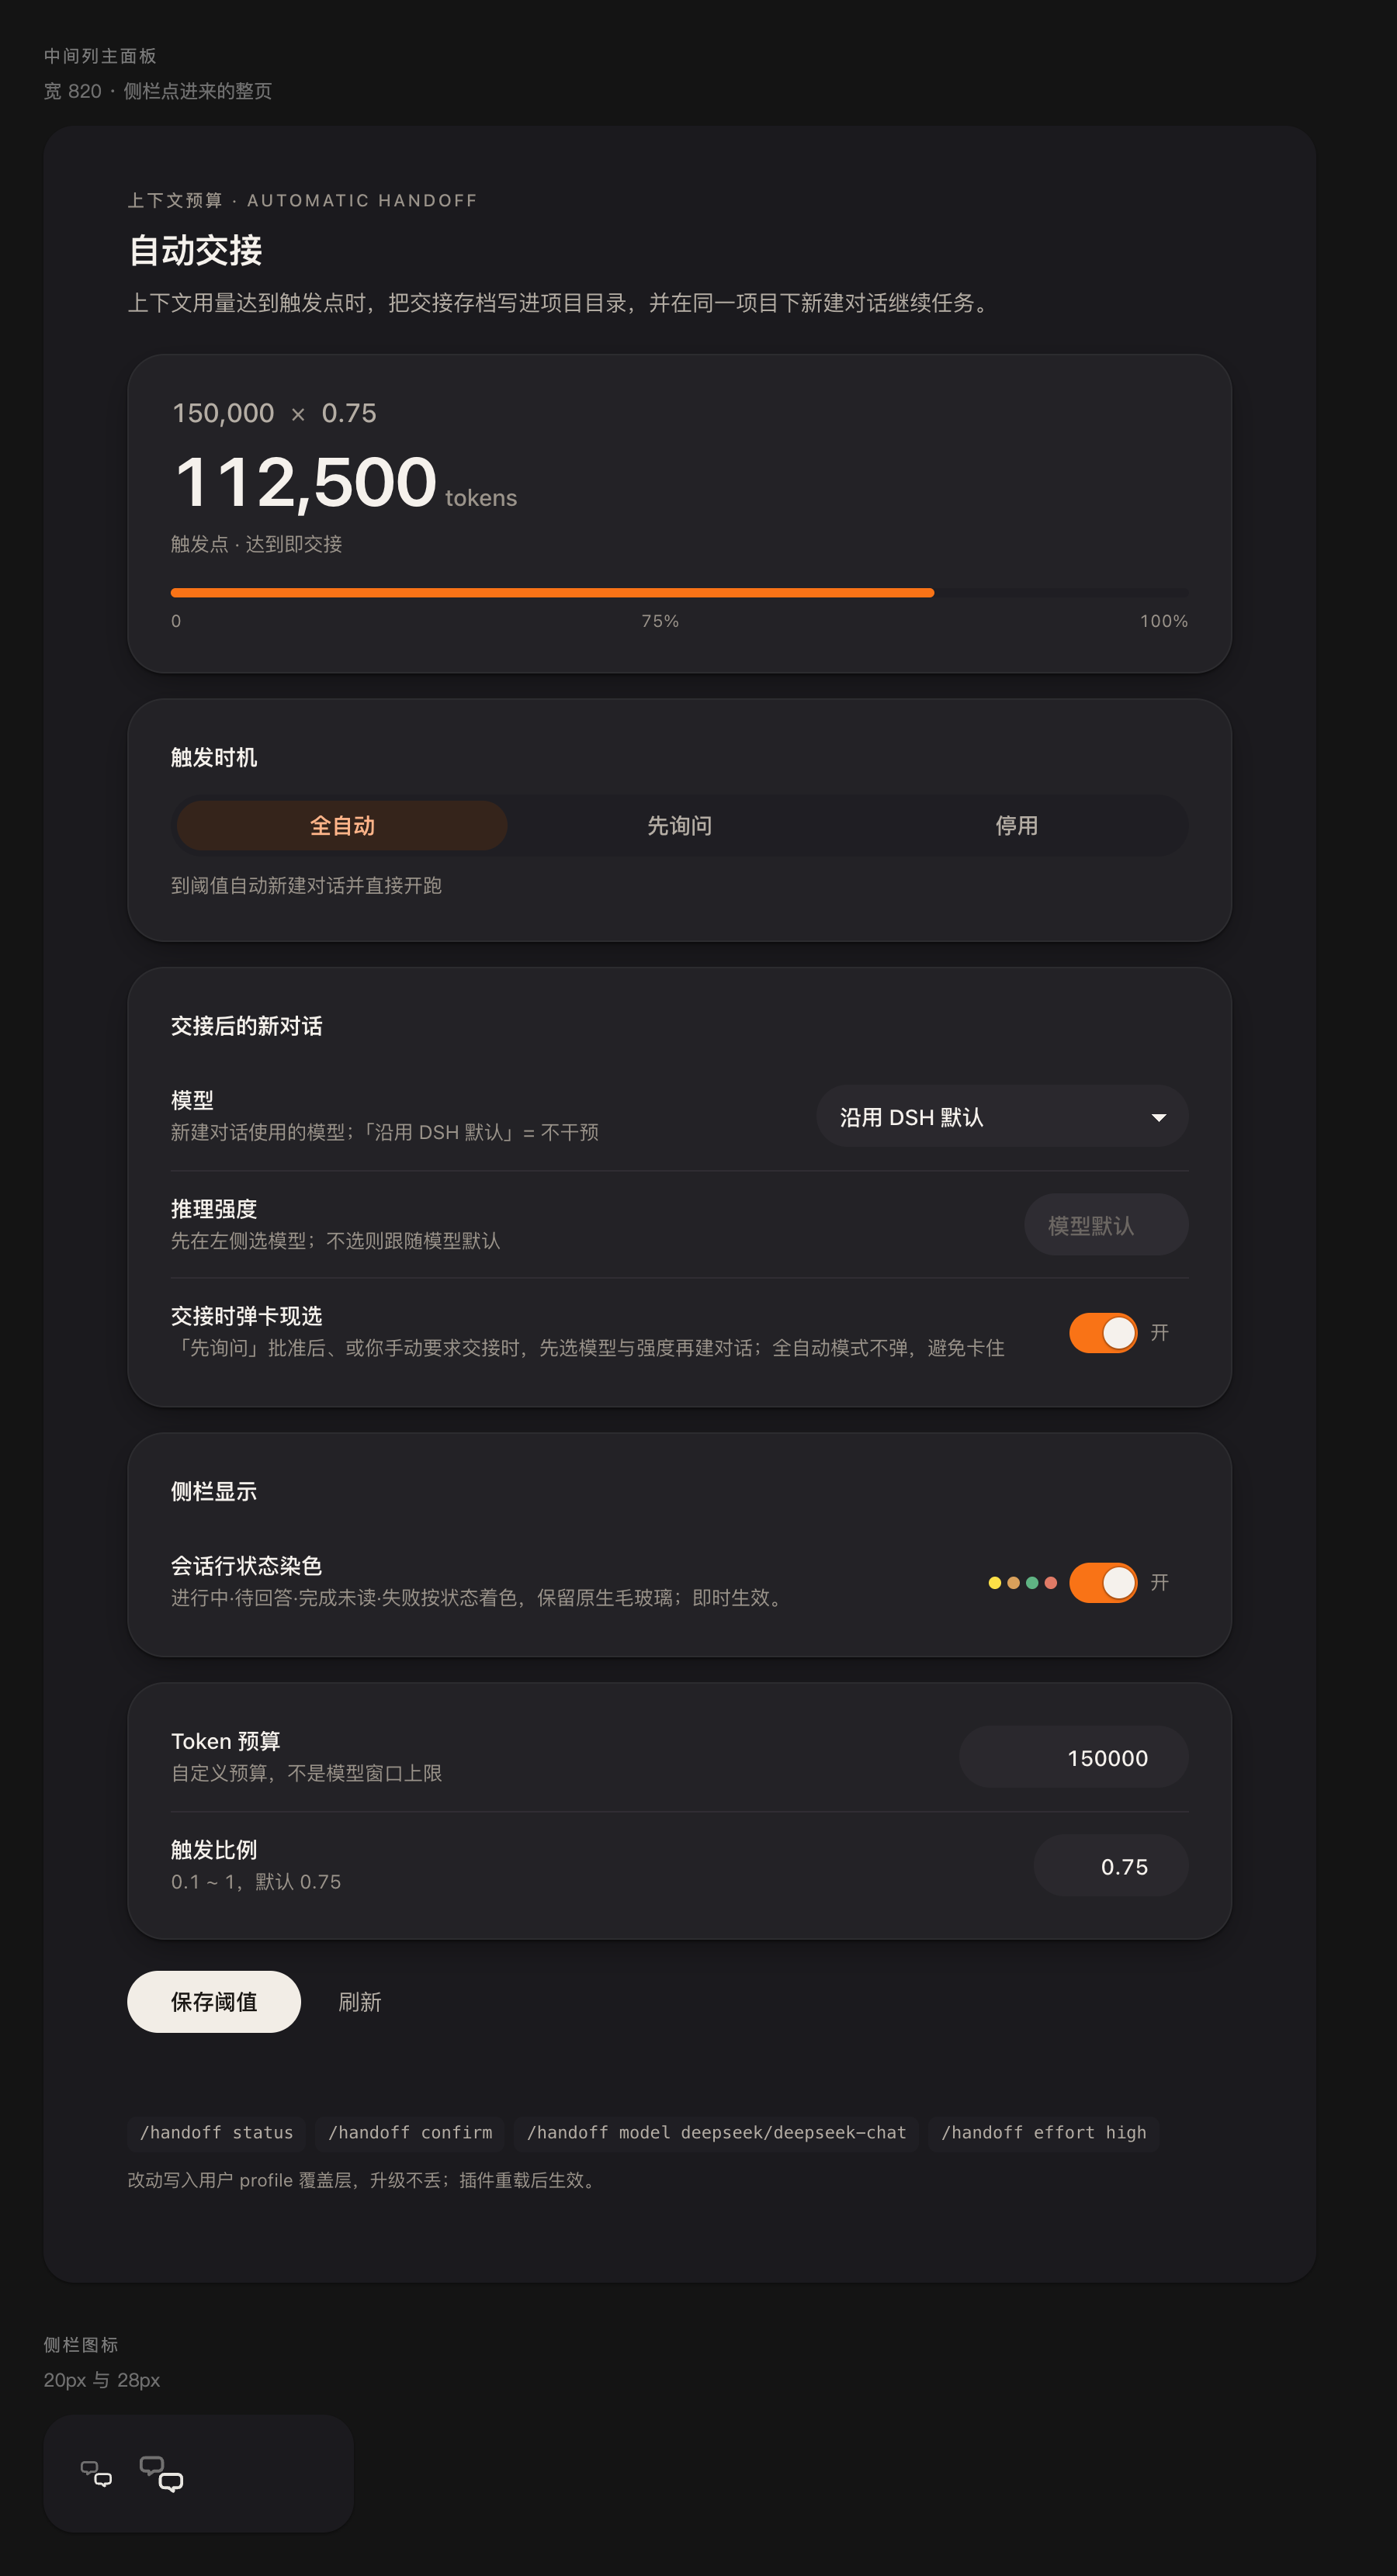 中间列主面板
宽 820 · 侧栏点进来的整页
上下文预算 · AUTOMATIC HANDOFF
自动交接
上下文用量达到触发点时，把交接存档写进项目目录，并在同一项目下新建对话继续任务。
150,000 × 0.75
112,500 tokens
触发点 · 达到即交接
0 75% 100%
触发时机
全自动 先询问 停用
到阈值自动新建对话并直接开跑
交接后的新对话
模型
新建对话使用的模型；「沿用 DSH 默认」= 不干预
沿用 DSH 默认
推理强度
先在左侧选模型；不选则跟随模型默认
模型默认
交接时弹卡现选
「先询问」批准后、或你手动要求交接时，先选模型与强度再建对话；全自动模式不弹，避免卡住
开
侧栏显示
会话行状态染色
进行中·待回答·完成未读·失败按状态着色，保留原生毛玻璃；即时生效。
开
Token 预算
自定义预算，不是模型窗口上限
150000
触发比例
0.1 ~ 1，默认 0.75
0.75
保存阈值 刷新
/handoff status /handoff confirm /handoff model deepseek/deepseek-chat /handoff effort high
改动写入用户 profile 覆盖层，升级不丢；插件重载后生效。
侧栏图标
20px 与 28px